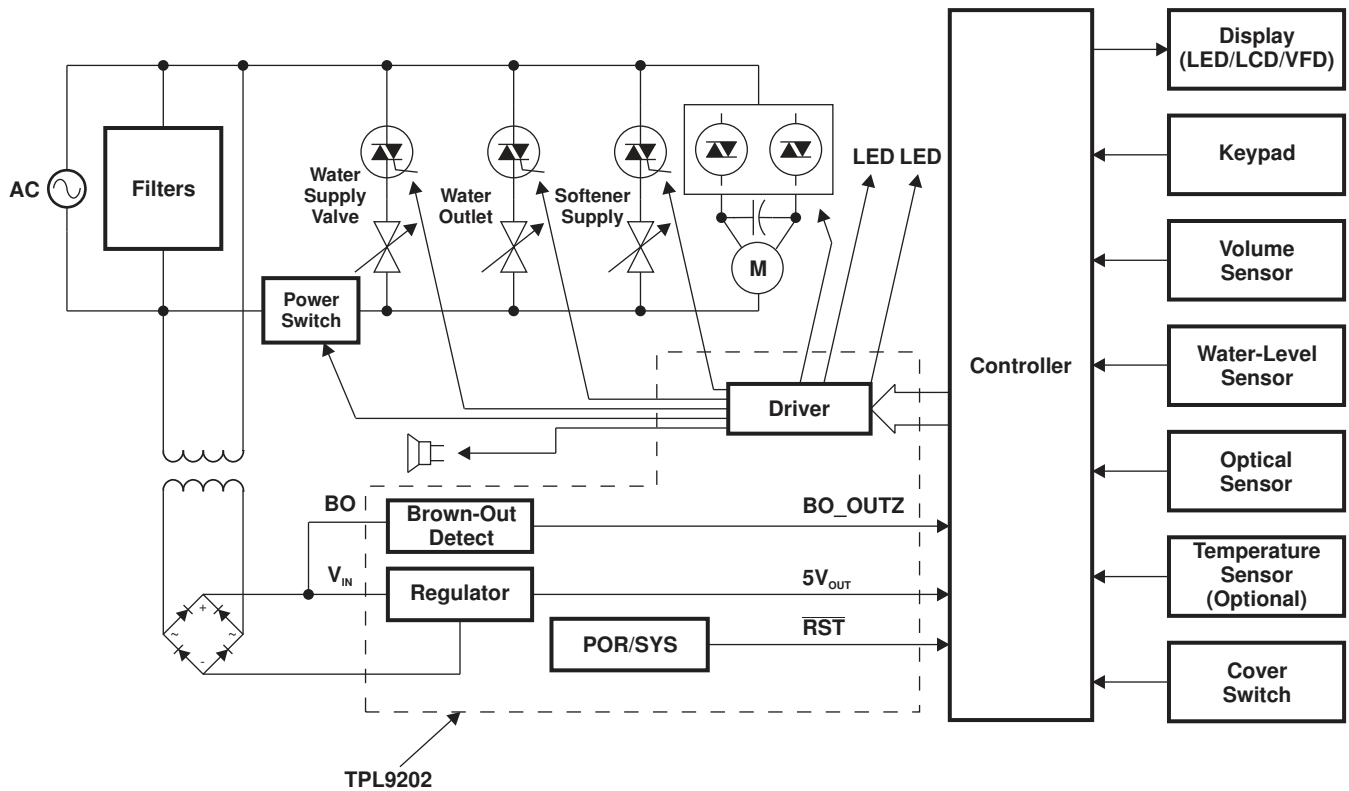 AC
Filters
Water
Supply
Valve
Water
Outlet
Softener
Supply
M
LED LED
Power
Switch
Driver
Controller
Display
(LED/LCD/VFD)
Keypad
Volume
Sensor
Water-Level
Sensor
Optical
Sensor
Temperature
Sensor
(Optional)
Cover
Switch
BO
Brown-Out
Detect
BO_OUTZ
VIN
Regulator
5VOUT
POR/SYS
RST
+
~
~
-
TPL9202